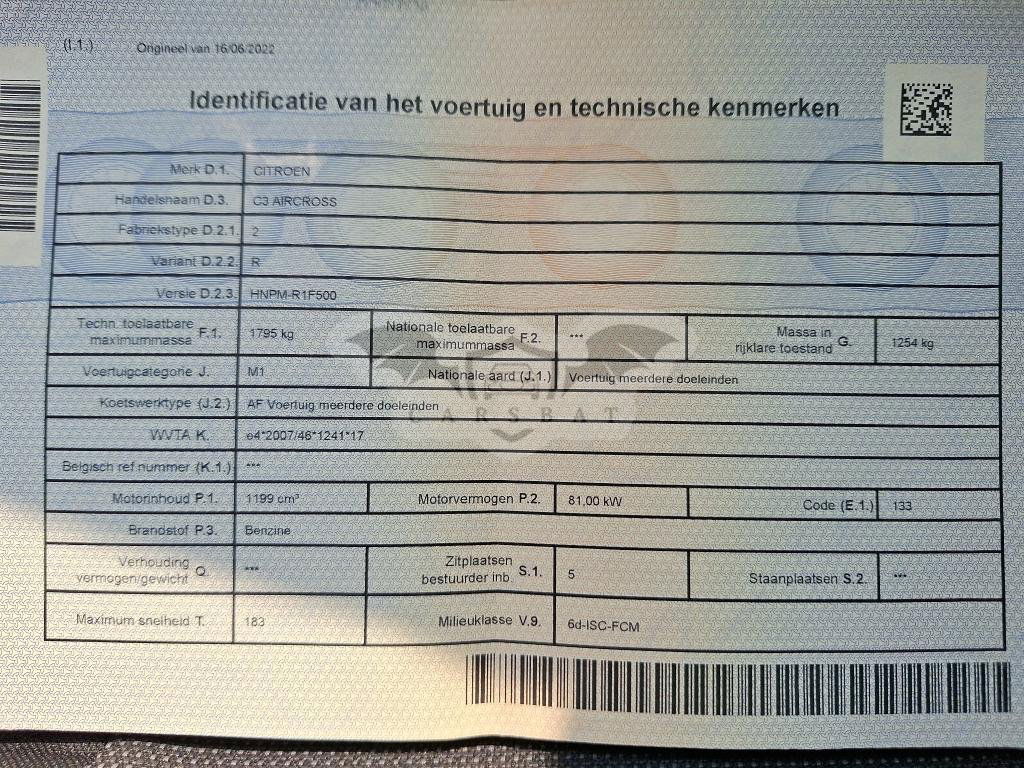 (I.1.) Origineel van 16/06/2022
Identificatie van het voertuig en technische kenmerken
Merk D.1. CITROEN
Handelsnaam D.3. C3 AIRCROSS
Fabriekstype D.2.1. 2
Variant D.2.2. R
Versie D.2.3. HNPM-R1F500
Techn. toelaatbare maximummassa F.1. 1795 kg Nationale toelaatbare maximummassa F.2. *** Massa in rijklare toestand G. 1254 kg
Voertuigcategorie J. M1 Nationale aard (J.1.) Voertuig meerdere doeleinden
Koetswerktype (J.2.) AF Voertuig meerdere doeleinden
CARSBAT
WVTA K. e4*2007/46*1241*17
Belgisch ref nummer (K.1.) ***
Motorinhoud P.1. 1199 cm³ Motorvermogen P.2. 81,00 kW Code (E.1.) 133
Brandstof P.3. Benzine
Verhouding vermogen/gewicht Q. *** Zitplaatsen bestuurder inb. S.1. 5 Staanplaatsen S.2. ***
Maximum snelheid T. 183 Milieuklasse V.9. 6d-ISC-FCM